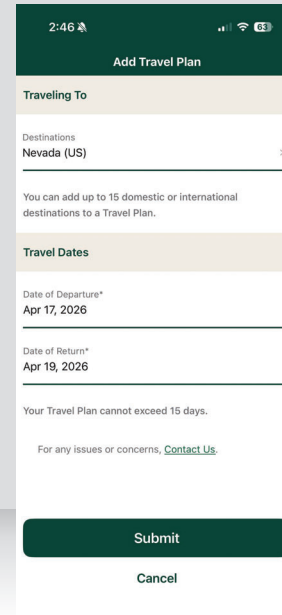 2:46
63
Add Travel Plan
Traveling To
Destinations
Nevada (US)
You can add up to 15 domestic or international
destinations to a Travel Plan.
Travel Dates
Date of Departure*
Apr 17, 2026
Date of Return*
Apr 19, 2026
Your Travel Plan cannot exceed 15 days.
For any issues or concerns, Contact Us.
Submit
Cancel